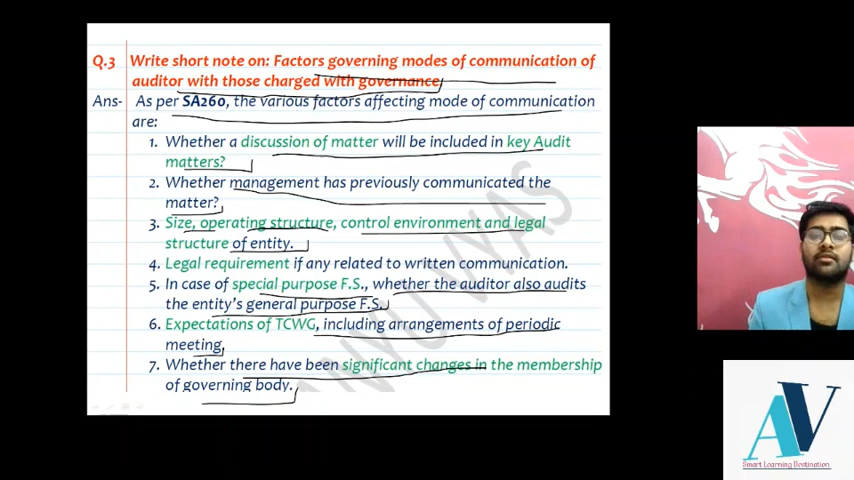 Q.3 Write short note on: Factors governing modes of communication of
auditor with those charged with governance
Ans- As per SA260, the various factors affecting mode of communication
are:
1. Whether a discussion of matter will be included in key Audit
matters?
2. Whether management has previously communicated the
matter?
3. Size, operating structure, control environment and legal
structure of entity.
4. Legal requirement if any related to written communication.
5. In case of special purpose F.S., whether the auditor also audits
the entity's general purpose F.S.
6. Expectations of TCWG, including arrangements of periodic
meeting
7. Whether there have been significant changes in the membership
of governing body.
AV
Smart Learning Destination